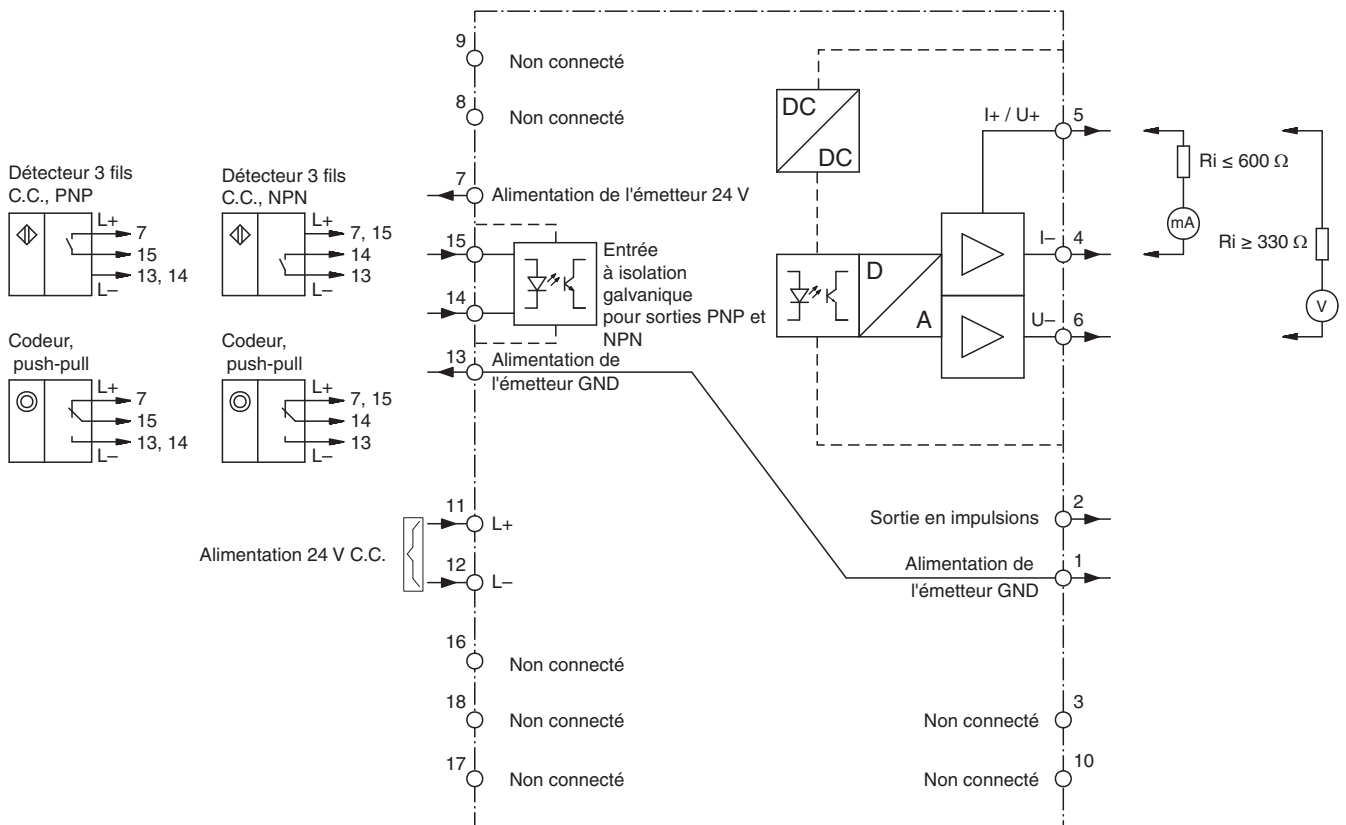 9
Non connecté
8
Non connecté
Détecteur 3 fils
C.C., PNP
L+
7
15
13, 14
L–
Détecteur 3 fils
C.C., NPN
L+
7, 15
14
13
L–
Codeur,
push-pull
L+
7
15
13, 14
L–
Codeur,
push-pull
L+
7, 15
14
13
L–
7
Alimentation de l'émetteur 24 V
15
14
Entrée
à isolation
galvanique
pour sorties PNP et
NPN
13
Alimentation de
l'émetteur GND
Alimentation 24 V C.C.
11
L+
12
L–
16
Non connecté
18
Non connecté
17
Non connecté
DC
DC
D
A
I+ / U+
5
I–
4
U–
6
Ri ≤ 600 Ω
mA
Ri ≥ 330 Ω
V
Sortie en impulsions
2
Alimentation de
l'émetteur GND
1
3
Non connecté
10
Non connecté